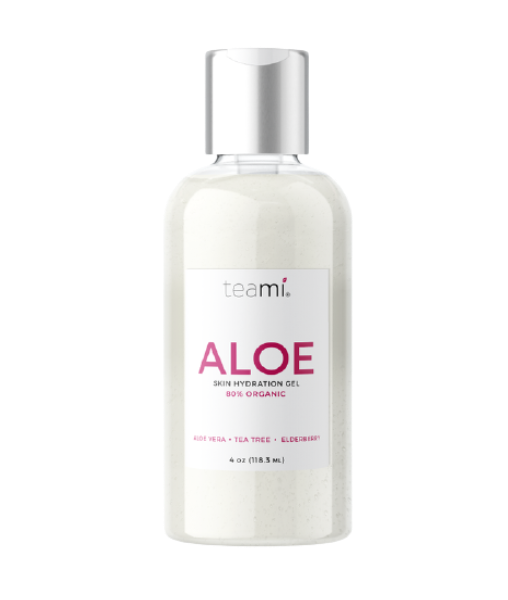 teami®
ALOE
SKIN HYDRATION GEL
80% ORGANIC
ALOE VERA • TEA TREE • ELDERBERRY
4 OZ (118.3 ML)